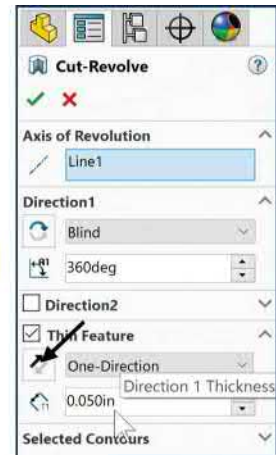 Cut-Revolve
Axis of Revolution
Line1
Direction1
Blind
360deg
Direction2
Thin Feature
One-Direction
Direction 1 Thickness
0.050in
Selected Contours